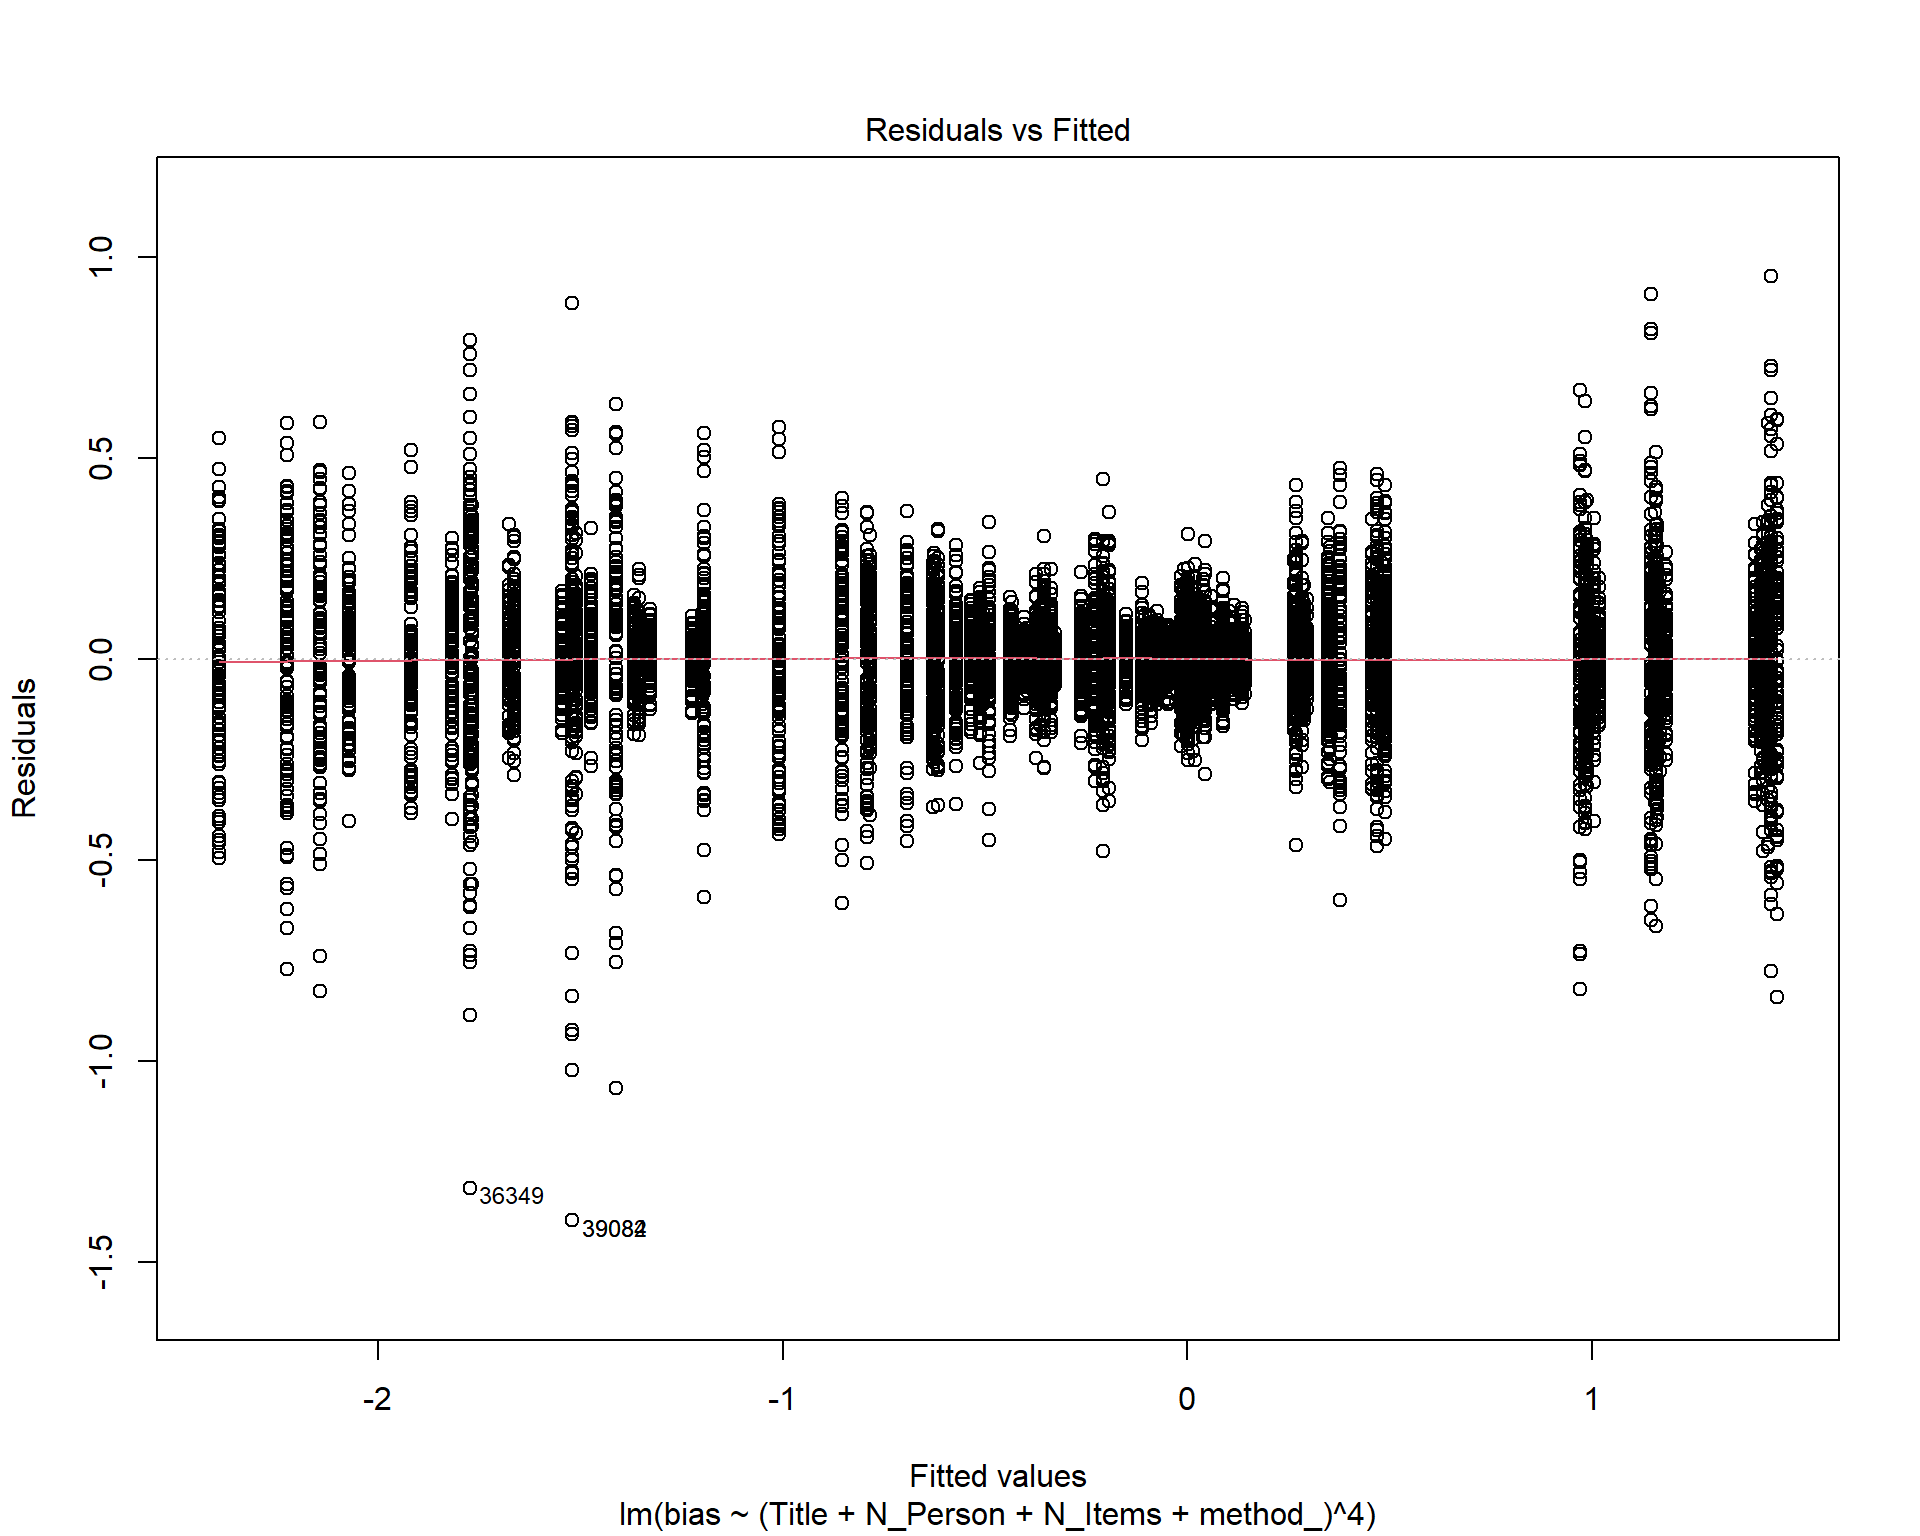 Residuals vs Fitted
Residuals
1.0
0.5
0.0
-0.5
-1.0
-1.5
36349
-2
-1
0
1
Fitted values
lm(bias ~ (Title + N_Person + N_Items + method_)^4)